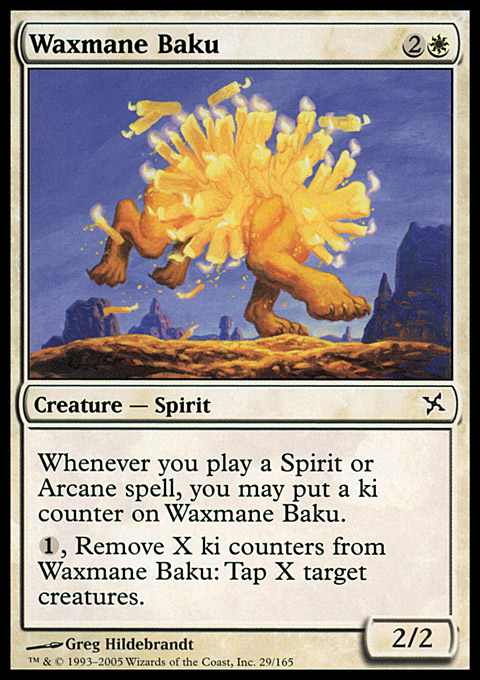 Waxmane Baku 2
Creature — Spirit
Whenever you play a Spirit or
Arcane spell, you may put a ki
counter on Waxmane Baku.
1, Remove X ki counters from
Waxmane Baku: Tap X target
creatures.
Greg Hildebrandt
2/2
™ & © 1993–2005 Wizards of the Coast, Inc. 29/165